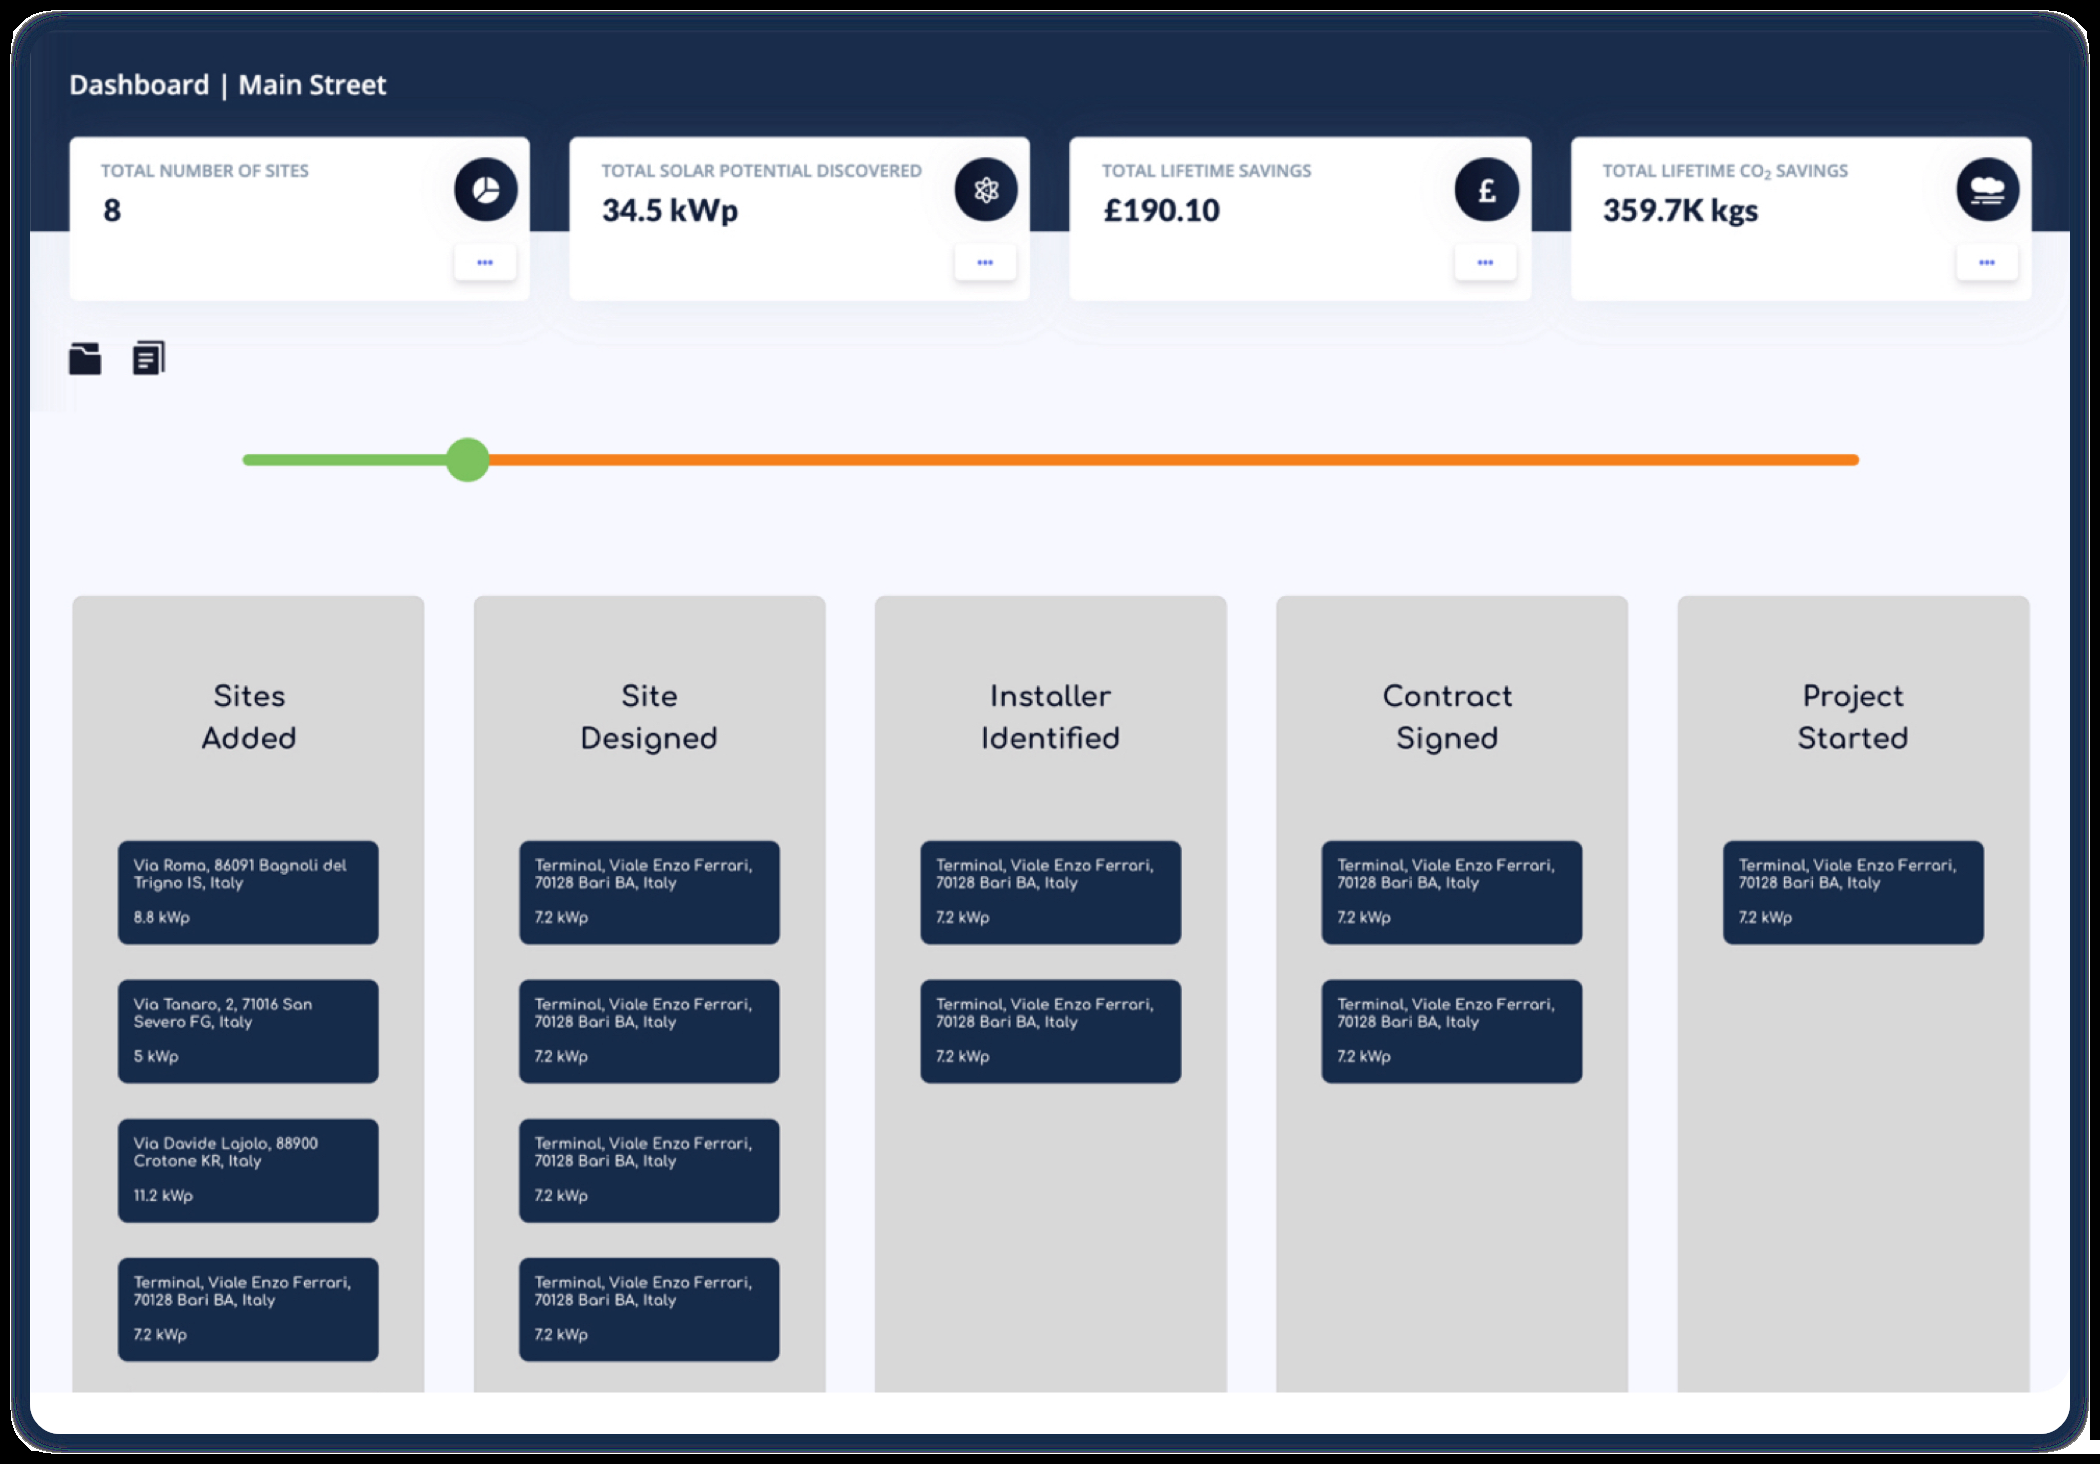 Dashboard | Main Street
TOTAL NUMBER OF SITES
8
TOTAL SOLAR POTENTIAL DISCOVERED
34.5 kWp
TOTAL LIFETIME SAVINGS
£190.10
£
TOTAL LIFETIME CO₂ SAVINGS
359.7K kgs
Sites
Added
Via Roma, 86091 Bagnoli del
Trigno IS, Italy
8.8 kWp
Via Tanaro, 2, 71016 San
Severo FG, Italy
5 kWp
Via Davide Lajolo, 88900
Crotone KR, Italy
11.2 kWp
Terminal, Viale Enzo Ferrari,
70128 Bari BA, Italy
7.2 kWp
Site
Designed
Terminal, Viale Enzo Ferrari,
70128 Bari BA, Italy
7.2 kWp
Terminal, Viale Enzo Ferrari,
70128 Bari BA, Italy
7.2 kWp
Terminal, Viale Enzo Ferrari,
70128 Bari BA, Italy
7.2 kWp
Terminal, Viale Enzo Ferrari,
70128 Bari BA, Italy
7.2 kWp
Installer
Identified
Terminal, Viale Enzo Ferrari,
70128 Bari BA, Italy
7.2 kWp
Terminal, Viale Enzo Ferrari,
70128 Bari BA, Italy
7.2 kWp
Contract
Signed
Terminal, Viale Enzo Ferrari,
70128 Bari BA, Italy
7.2 kWp
Terminal, Viale Enzo Ferrari,
70128 Bari BA, Italy
7.2 kWp
Project
Started
Terminal, Viale Enzo Ferrari,
70128 Bari BA, Italy
7.2 kWp